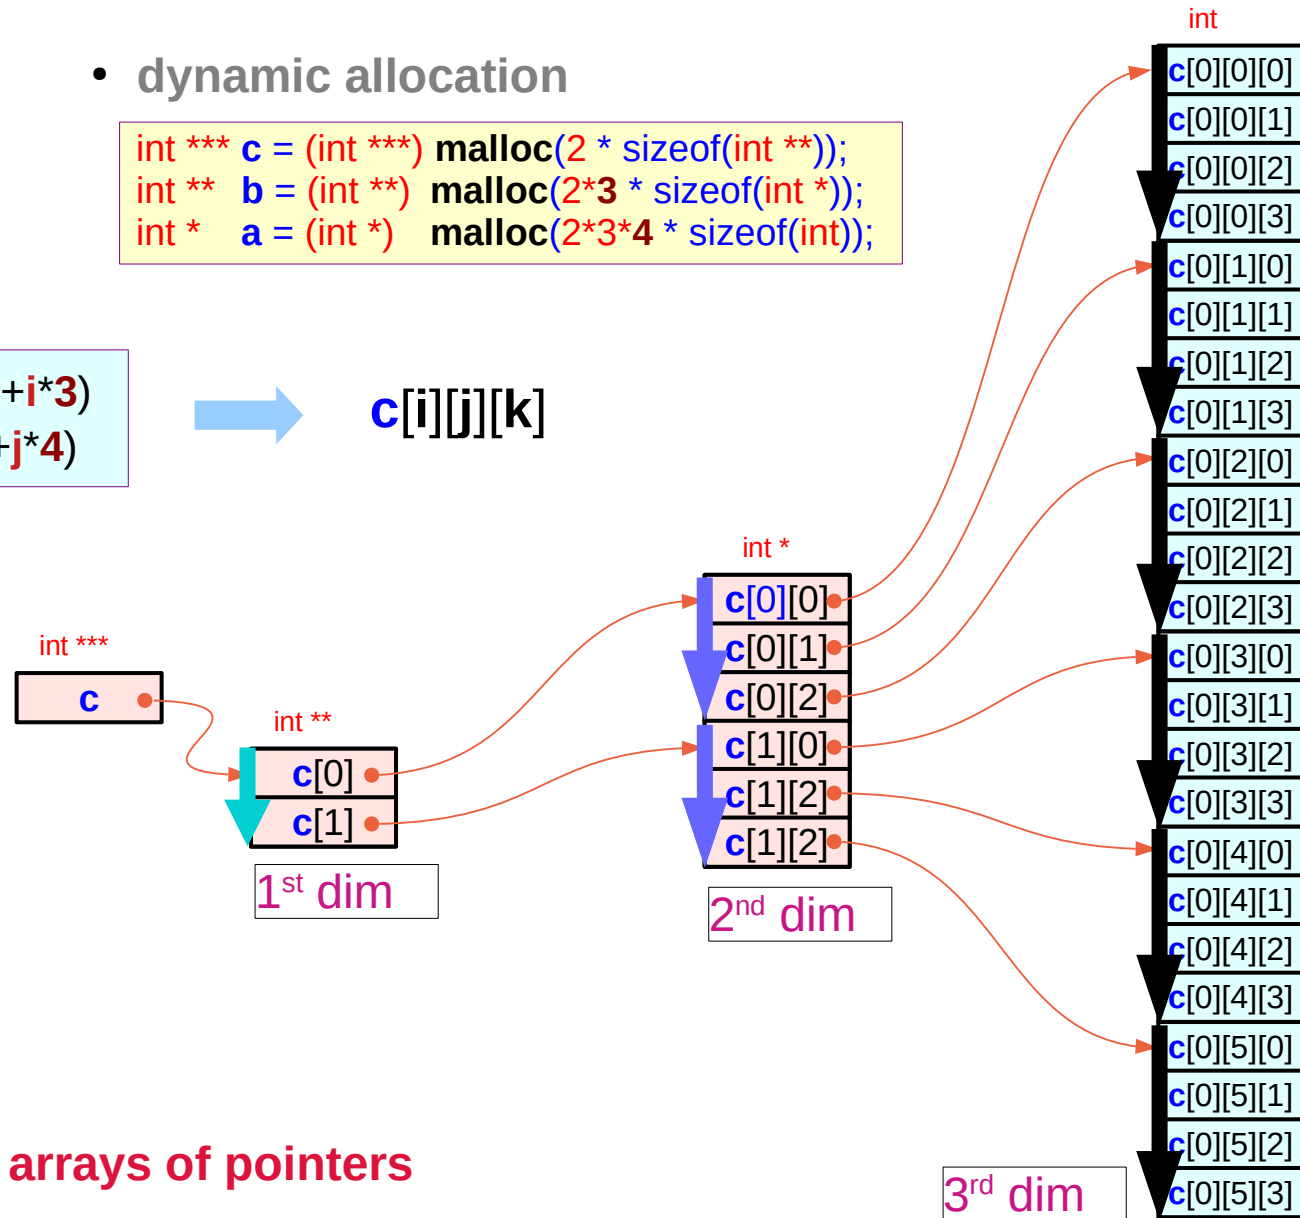 int
• dynamic allocation
int *** c = (int ***) malloc(2 * sizeof(int **));
int ** b = (int **) malloc(2*3 * sizeof(int *));
int * a = (int *) malloc(2*3*4 * sizeof(int));
+i*3)
+j*4)
c[i][j][k]
int ***
c
int **
c[0]
c[1]
1st dim
int *
c[0][0]
c[0][1]
c[0][2]
c[1][0]
c[1][2]
c[1][2]
2nd dim
c[0][0][0]
c[0][0][1]
c[0][0][2]
c[0][0][3]
c[0][1][0]
c[0][1][1]
c[0][1][2]
c[0][1][3]
c[0][2][0]
c[0][2][1]
c[0][2][2]
c[0][2][3]
c[0][3][0]
c[0][3][1]
c[0][3][2]
c[0][3][3]
c[0][4][0]
c[0][4][1]
c[0][4][2]
c[0][4][3]
c[0][5][0]
c[0][5][1]
c[0][5][2]
c[0][5][3]
3rd dim
arrays of pointers